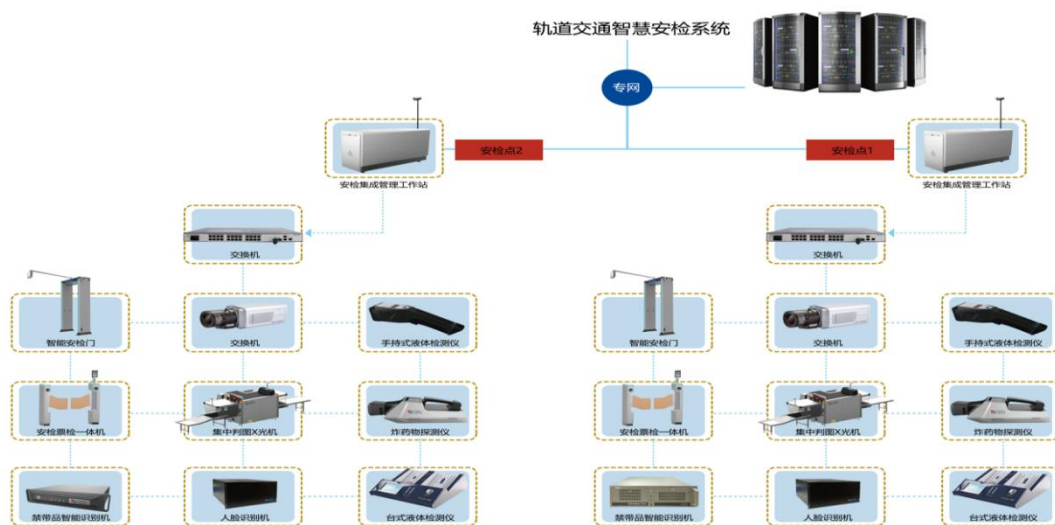 轨道交通智慧安检系统
专网
安检点2
安检点1
安检集成管理工作站
安检集成管理工作站
交换机
交换机
智能安检门
交换机
手持式液体检测仪
智能安检门
交换机
手持式液体检测仪
安检票检一体机
集中判图X光机
炸药物探测仪
安检票检一体机
集中判图X光机
炸药物探测仪
禁带品智能识别机
人脸识别机
台式液体检测仪
禁带品智能识别机
人脸识别机
台式液体检测仪